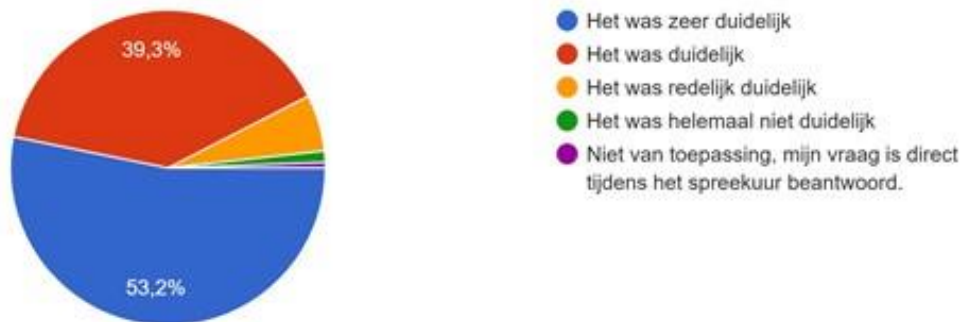 39,3%
53,2%
Het was zeer duidelijk
Het was duidelijk
Het was redelijk duidelijk
Het was helemaal niet duidelijk
Niet van toepassing, mijn vraag is direct
tijdens het spreekuur beantwoord.